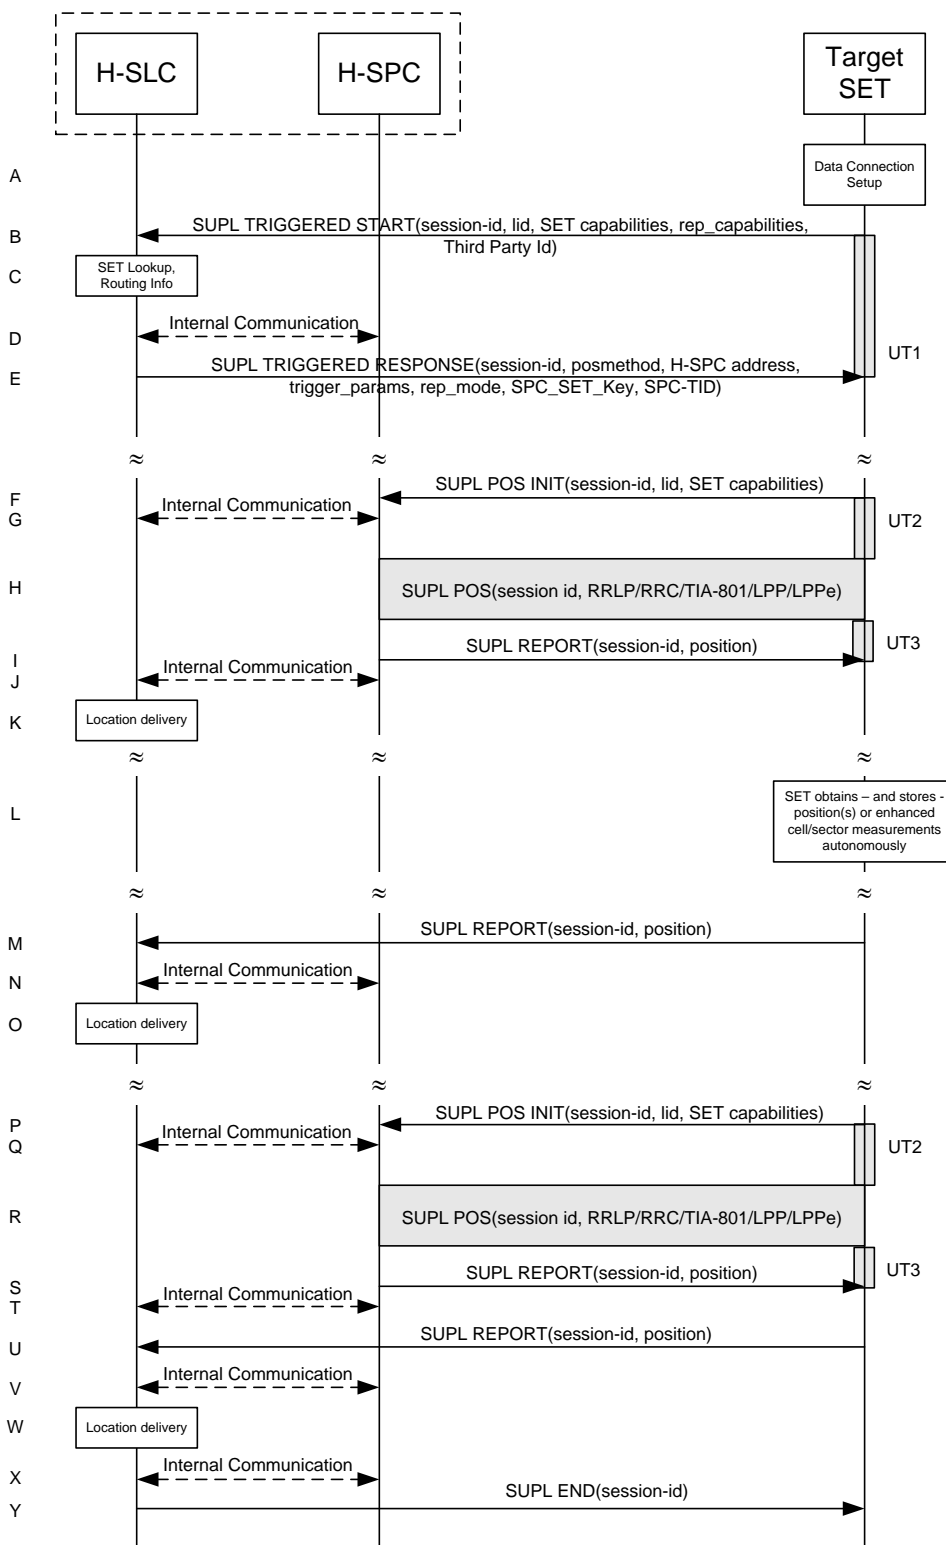 H-SLC
H-SPC
Target
SET
A
Data Connection
Setup
B
SUPL TRIGGERED START(session-id, lid, SET capabilities, rep_capabilities,
Third Party Id)
C
SET Lookup,
Routing Info
D
Internal Communication
UT1
E
SUPL TRIGGERED RESPONSE(session-id, posmethod, H-SPC address,
trigger_params, rep_mode, SPC_SET_Key, SPC-TID)
≈ ≈ ≈
F
SUPL POS INIT(session-id, lid, SET capabilities)
G
Internal Communication
UT2
H
SUPL POS(session id, RRLP/RRC/TIA-801/LPP/LPPe)
UT3
I
SUPL REPORT(session-id, position)
J
Internal Communication
K
Location delivery
≈ ≈ ≈
L
SET obtains – and stores -
position(s) or enhanced
cell/sector measurements
autonomously
≈ ≈ ≈
M
SUPL REPORT(session-id, position)
N
Internal Communication
O
Location delivery
≈ ≈ ≈
P
SUPL POS INIT(session-id, lid, SET capabilities)
Q
Internal Communication
UT2
R
SUPL POS(session id, RRLP/RRC/TIA-801/LPP/LPPe)
UT3
S
SUPL REPORT(session-id, position)
T
Internal Communication
U
SUPL REPORT(session-id, position)
V
Internal Communication
W
Location delivery
X
Internal Communication
Y
SUPL END(session-id)